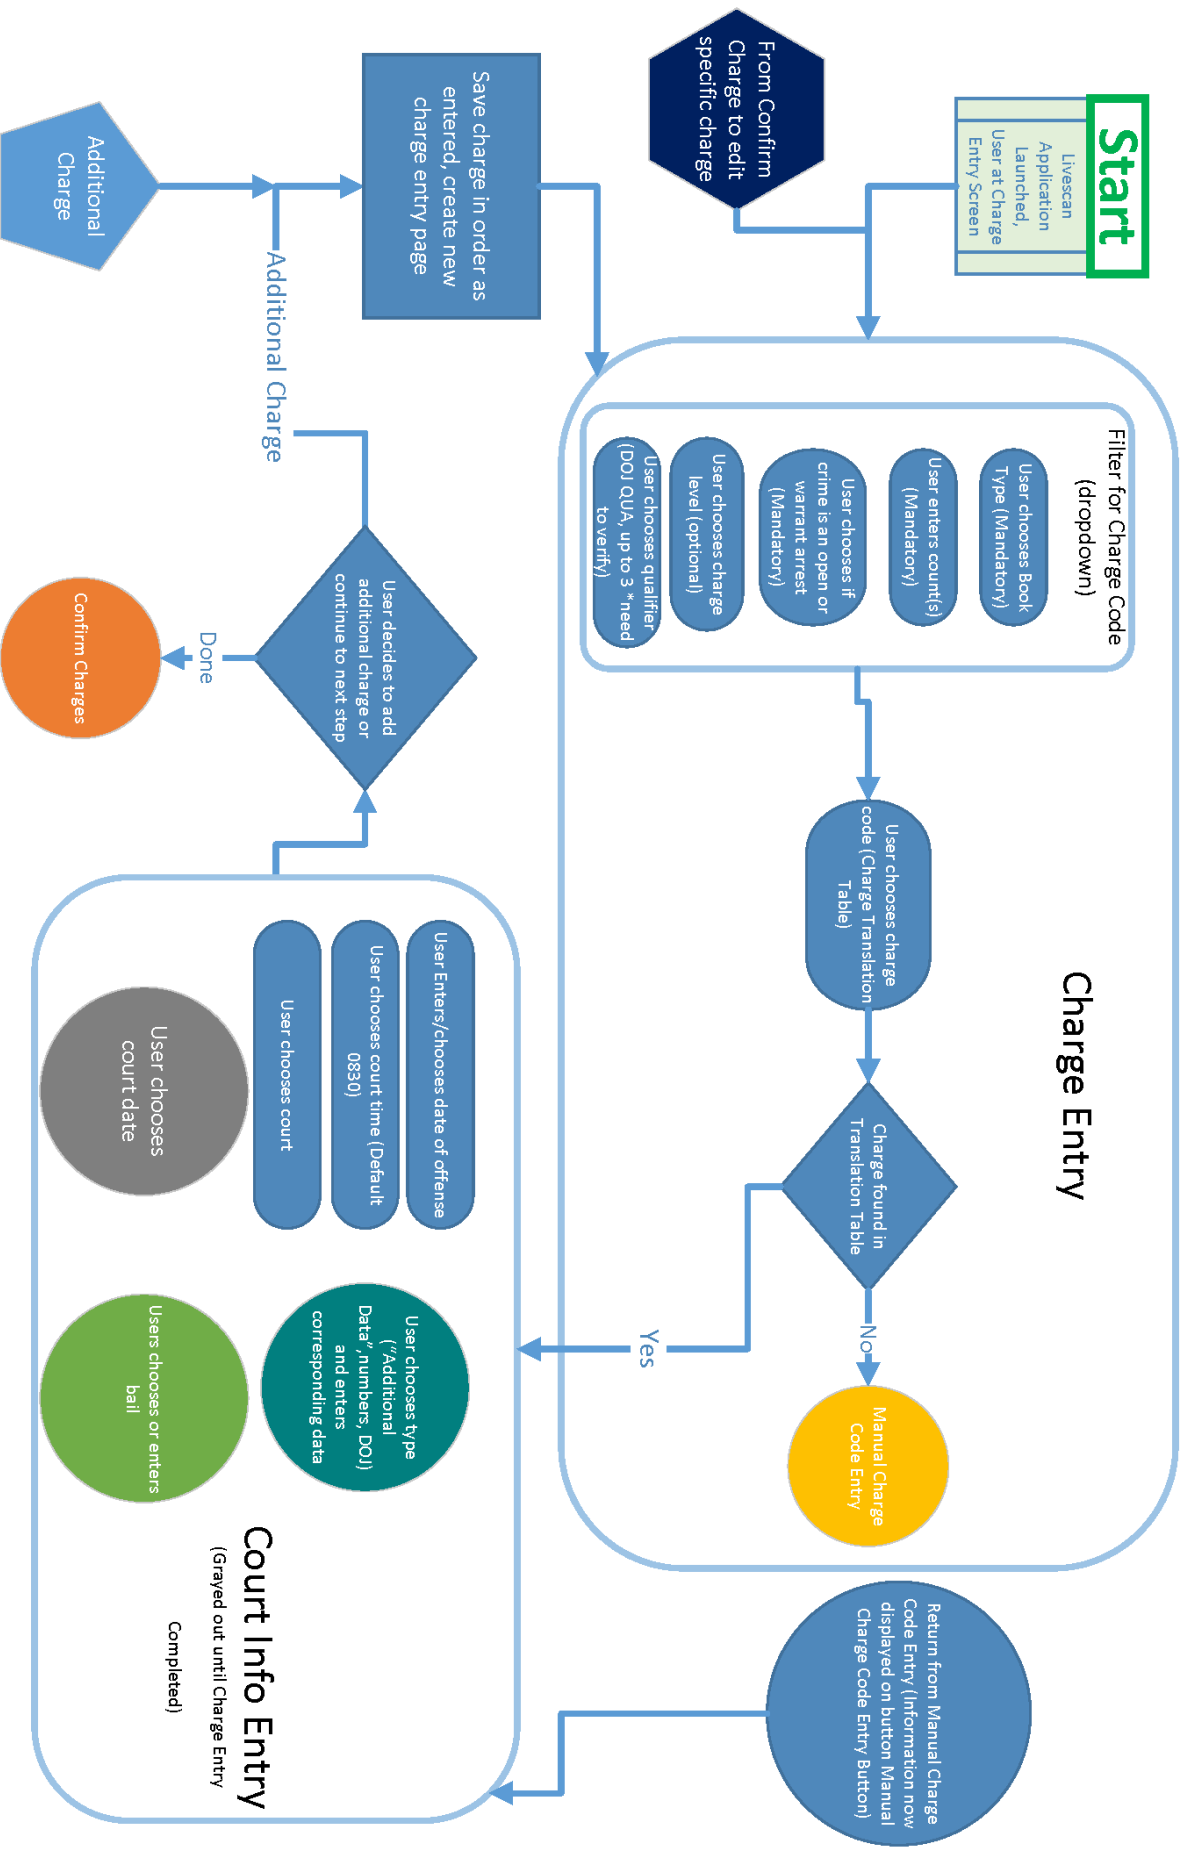 Start
Livescan
Application
Launched,
User at Charge
Entry Screen
From Confirm
Charge to edit
specific charge
Save charge in order as
entered, create new
charge entry page
Additional
Charge
Additional Charge
Charge Entry
Filter for Charge Code
(dropdown)
User chooses Book
Type (Mandatory)
User enters count(s)
(Mandatory)
User chooses if
crime is an open or
warrant arrest
(Mandatory)
User chooses charge
level (optional)
User chooses qualifier
(DOJ QUA, up to 3 *need
to verify)
User chooses charge
code (Charge Translation
Table)
Charge found in
Translation Table
No
Manual Charge
Code Entry
Yes
Return from Manual Charge
Code Entry (Information now
displayed on button Manual
Charge Code Entry Button)
User decides to add
additional charge or
continue to next step
Done
Confirm Charges
User Enters/chooses date of offense
User chooses court time (Default
0830)
User chooses court
User chooses
court date
User chooses type
("Additional
Data",numbers, DOJ)
and enters
corresponding data
Users chooses or enters
bail
Court Info Entry
(Grayed out until Charge Entry
Completed)